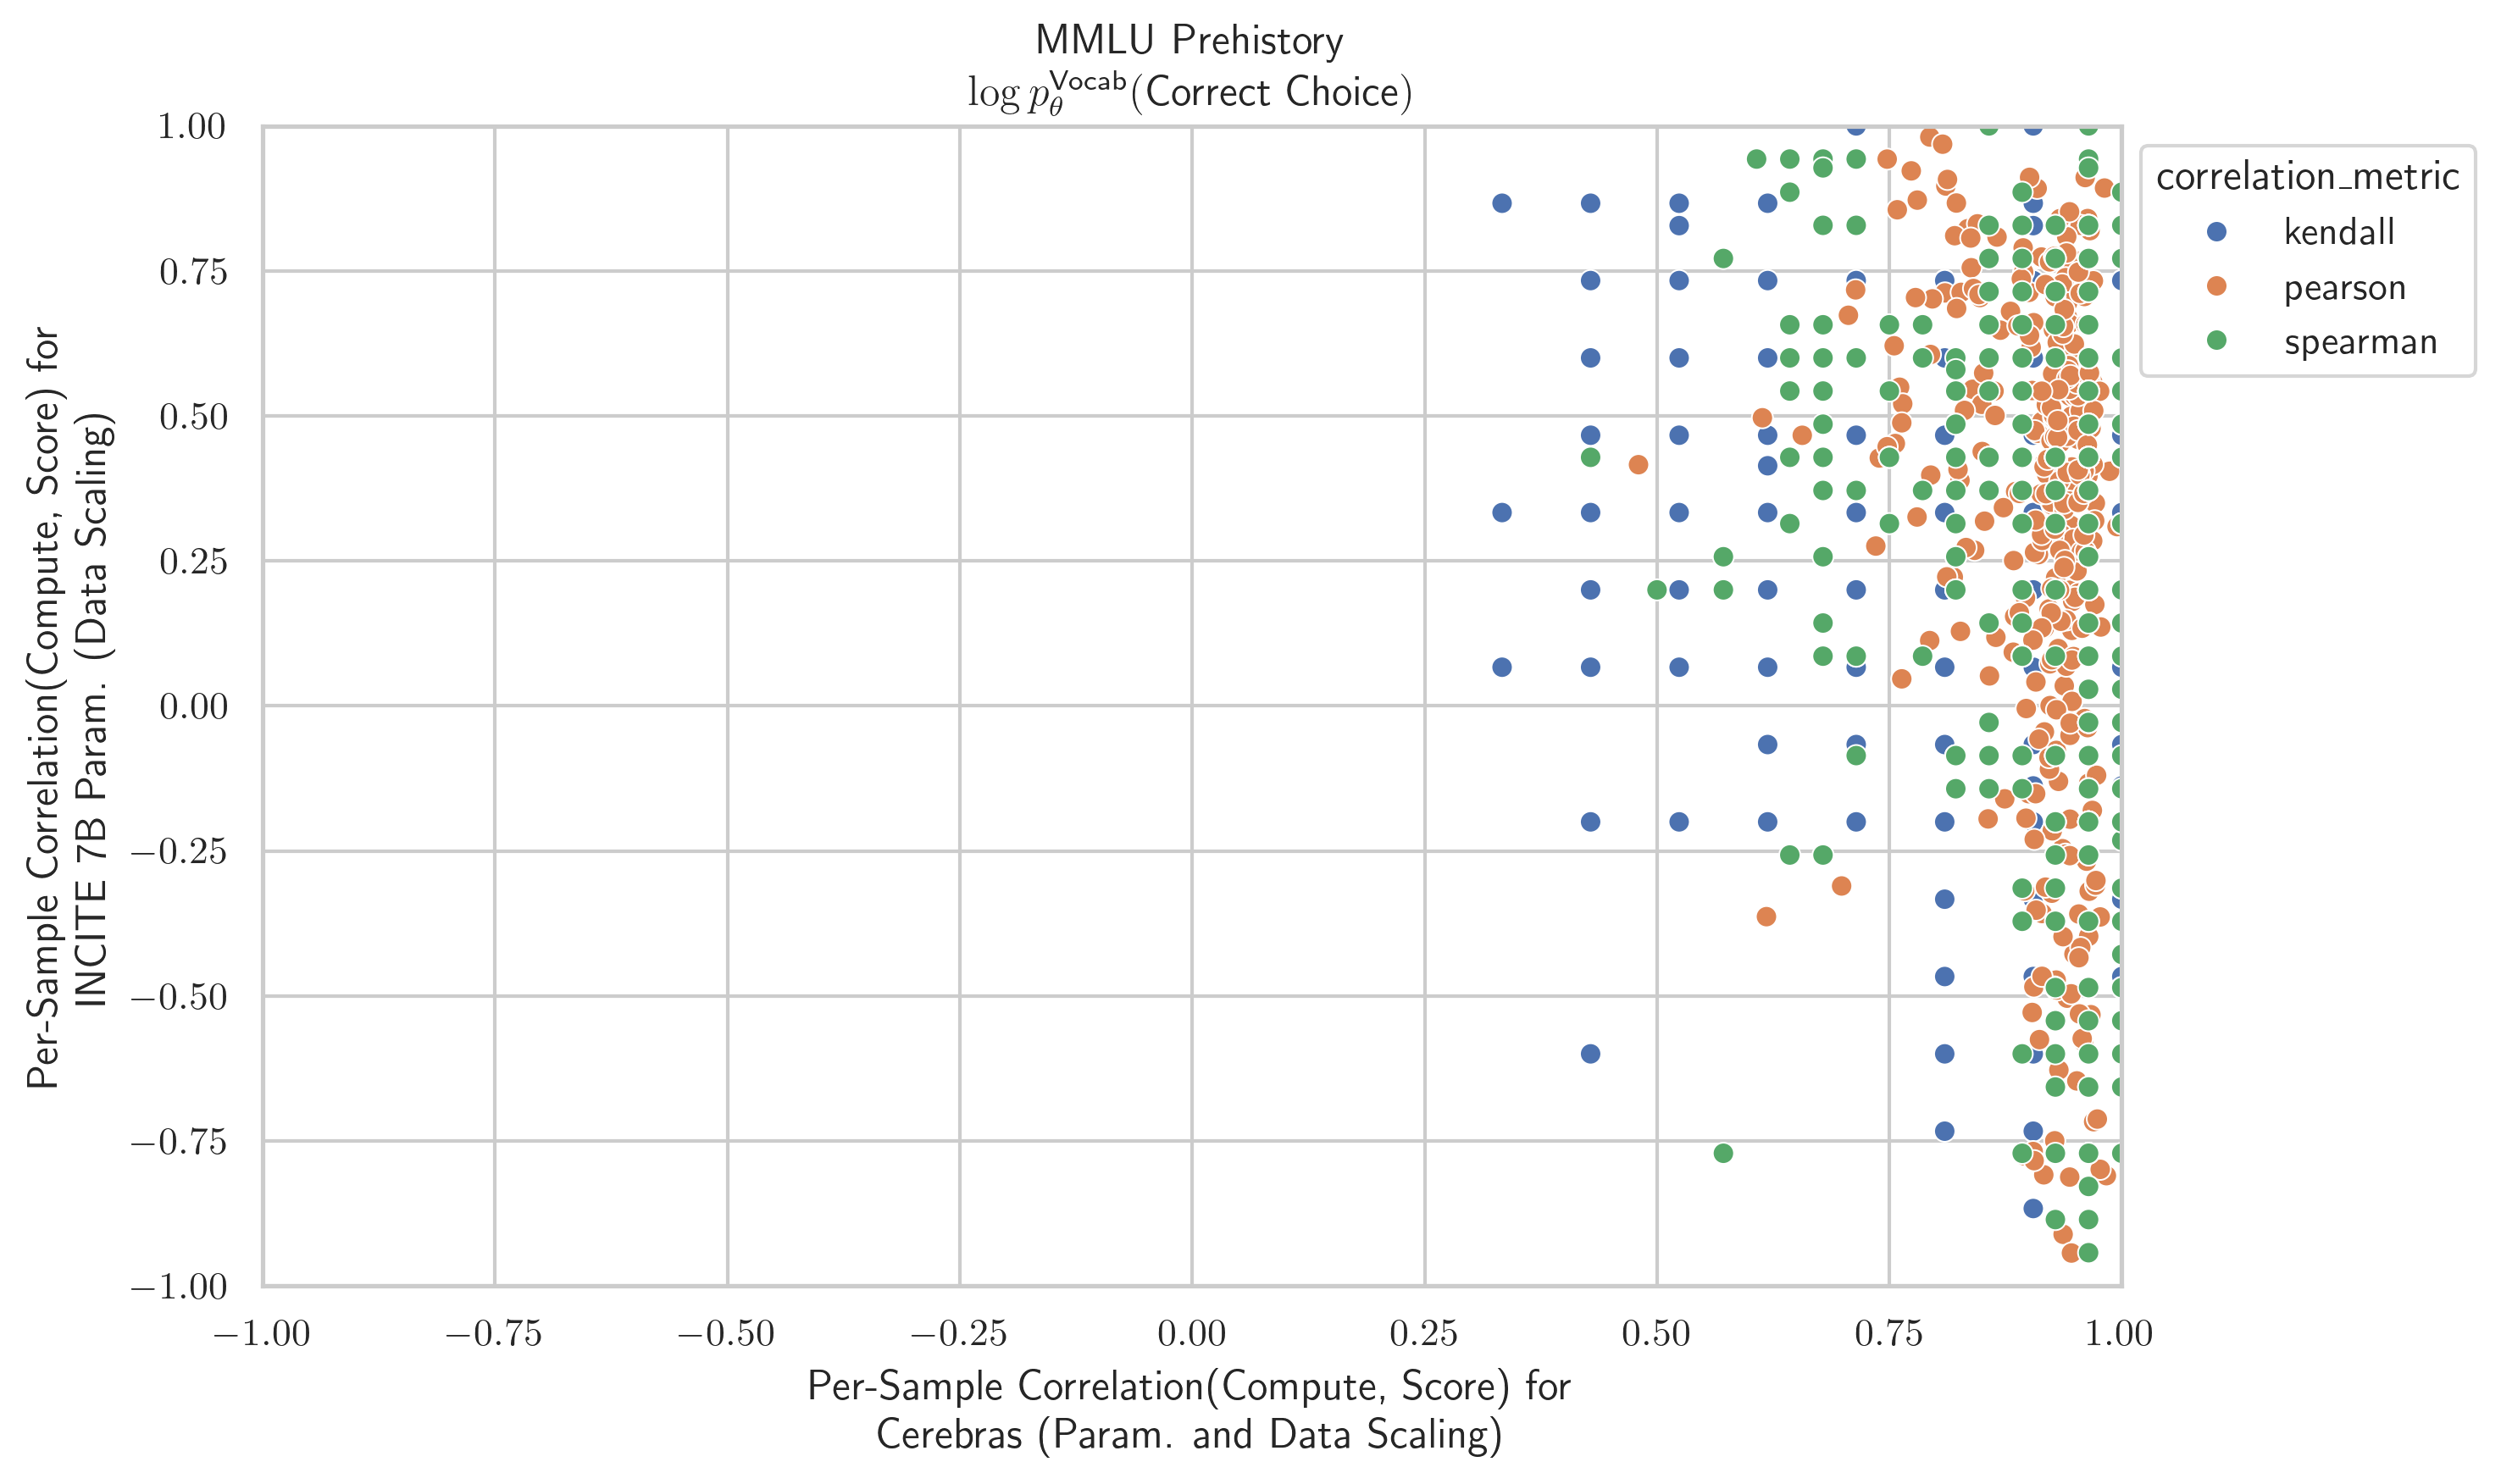 MMLU Prehistory
log p_θ^Vocab(Correct Choice)
Per-Sample Correlation(Compute, Score) for
INCITE 7B Param. (Data Scaling)
1.00
0.75
0.50
0.25
0.00
−0.25
−0.50
−0.75
−1.00
−1.00 −0.75 −0.50 −0.25 0.00 0.25 0.50 0.75 1.00
Per-Sample Correlation(Compute, Score) for
Cerebras (Param. and Data Scaling)
correlation_metric
kendall
pearson
spearman